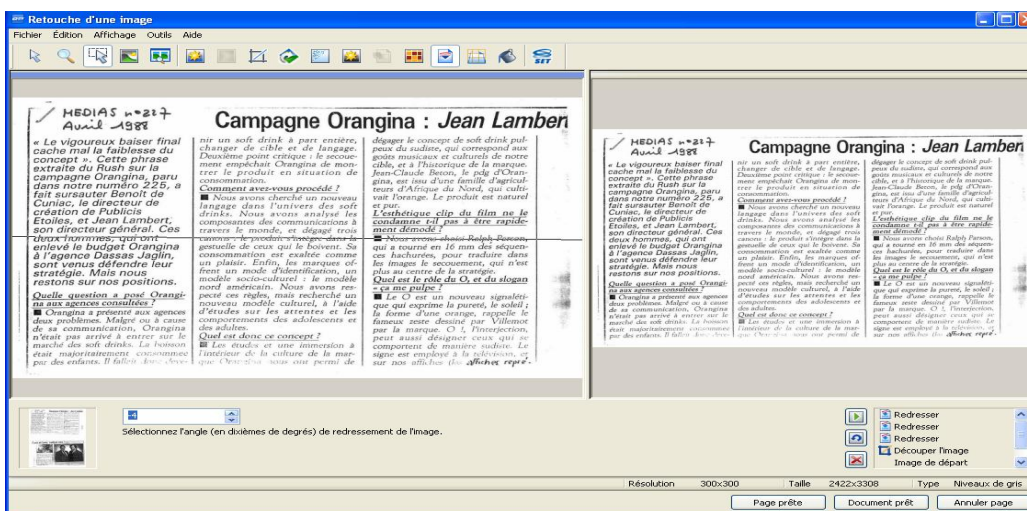 Retouche d'une image
Fichier Édition Affichage Outils Aide
SET
MEDIAS n°227
Avril 1988
Campagne Orangina : Jean Lambert
« Le vigoureux baiser final
cache mal la faiblesse du
concept ». Cette phrase
extraite du Rush sur la
campagne Orangina, paru
dans notre numéro 225, a
fait sursauter Benoît de
Cuniac, le directeur de
création de Publicis
Etoiles, et Jean Lambert,
son directeur général. Ces
deux hommes, qui ont
enlevé le budget Orangina
à l'agence Dassas Jaglin,
sont venus défendre leur
stratégie. Mais nous
restons sur nos positions.
Quelle question a posé Orangi-
na aux agences consultées ?
■ Orangina a présenté aux agences
deux problèmes. Malgré ou à cause
de sa communication, Orangina
n'était pas arrivé à entrer sur le
marché des soft drinks. La boisson
était majoritairement consommée
par des enfants. Il fallait donc deve-
nir un soft drink à part entière,
changer de cible et de langage.
Deuxième point critique : le secoue-
ment empêchait Orangina de mon-
trer le produit en situation de
consommation.
Comment avez-vous procédé ?
■ Nous avons cherché un nouveau
langage dans l'univers des soft
drinks. Nous avons analysé les
composantes des communications à
travers le monde, et dégagé trois
canons : le produit s'intègre dans la
gestuelle de ceux qui le boivent. Sa
consommation est exaltée comme
un plaisir. Enfin, les marques of-
frent un mode d'identification, un
modèle socio-culturel : le modèle
nord américain. Nous avons res-
pecté ces règles, mais recherché un
nouveau modèle culturel, à l'aide
d'études sur les attentes et les
comportements des adolescents et
des adultes.
Quel est donc ce concept ?
■ Les études et une immersion à
l'intérieur de la culture de la mar-
que Orangina nous ont permi de
dégager le concept de soft drink pul-
peux du sudiste, qui correspond aux
goûts musicaux et culturels de notre
cible, et à l'historique de la marque.
Jean-Claude Beton, le pdg d'Oran-
gina, est issu d'une famille d'agricul-
teurs d'Afrique du Nord, qui culti-
vait l'orange. Le produit est naturel
et pur.
L'esthétique clip du film ne le
condamne t-il pas à être rapide-
ment démodé ?
■ Nous avons choisi Ralph Parson,
qui a tourné en 16 mm des séquen-
ces hachurées, pour traduire dans
les images le secouement, qui n'est
plus au centre de la stratégie.
Quel est le rôle du O, et du slogan
- ça me pulpe ?
■ Le O est un nouveau signaléti-
que qui exprime la pureté, le soleil ;
la forme d'une orange, rappelle le
fameux zeste dessiné par Villemot
par la marque. O !, l'interjection,
peut aussi désigner ceux qui se
comportent de manière sudiste. Le
signe est employé à la télévision, et
sur nos affiches affiches repré-
Sélectionnez l'angle (en dixièmes de degrés) de redressement de l'image.
Redresser
Redresser
Redresser
Découper l'image
Image de départ
Résolution 300x300 Taille 2422x3308 Type Niveaux de gris
Page prête Document prêt Annuler page